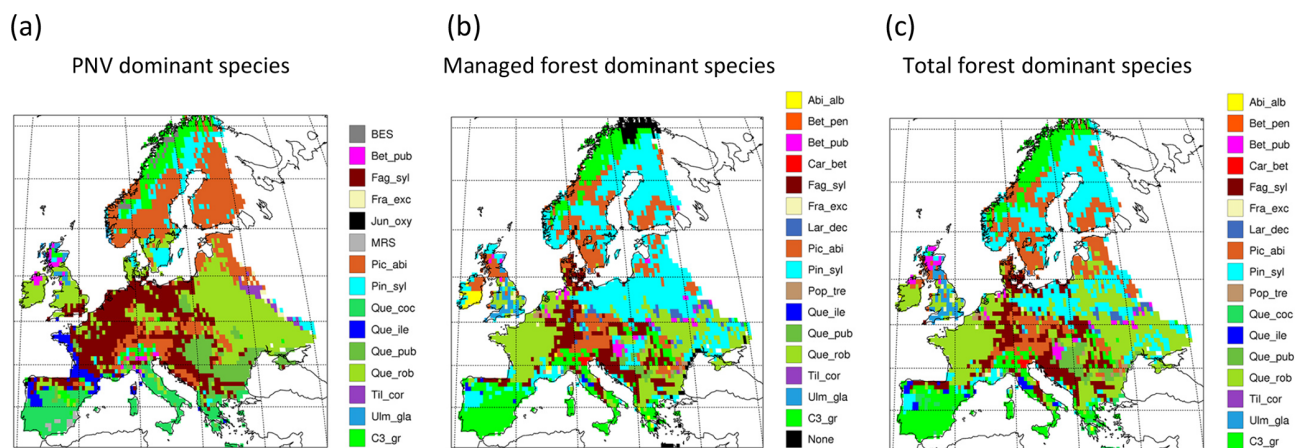 (a)
PNV dominant species
BES
Bet_pub
Fag_syl
Fra_exc
Jun_oxy
MRS
Pic_abi
Pin_syl
Que_coc
Que_ile
Que_pub
Que_rob
Til_cor
Ulm_gla
C3_gr
(b)
Managed forest dominant species
Abi_alb
Bet_pen
Bet_pub
Car_bet
Fag_syl
Fra_exc
Lar_dec
Pic_abi
Pin_syl
Pop_tre
Que_ile
Que_pub
Que_rob
Til_cor
Ulm_gla
C3_gr
None
(c)
Total forest dominant species
Abi_alb
Bet_pen
Bet_pub
Car_bet
Fag_syl
Fra_exc
Lar_dec
Pic_abi
Pin_syl
Pop_tre
Que_coc
Que_ile
Que_pub
Que_rob
Til_cor
Ulm_gla
C3_gr